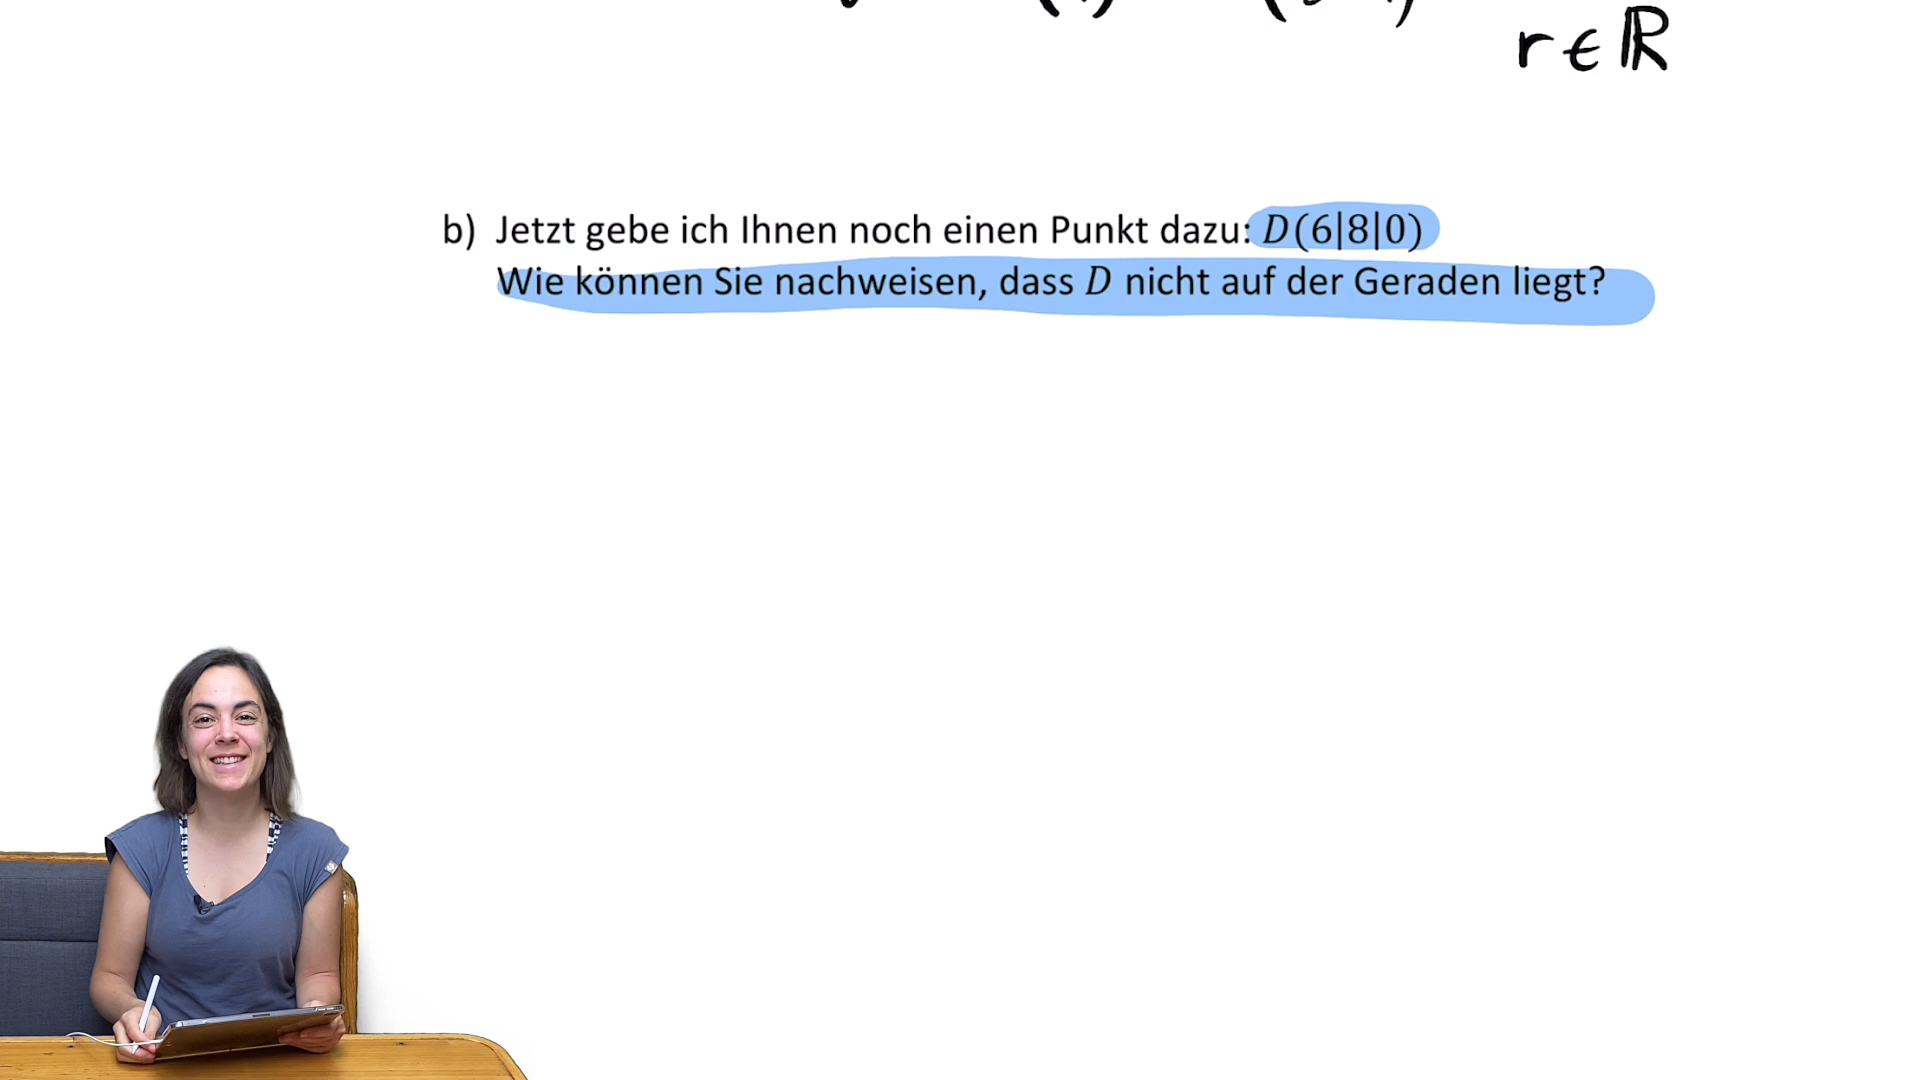 r ∈ ℝ
b) Jetzt gebe ich Ihnen noch einen Punkt dazu: D(6|8|0)
Wie können Sie nachweisen, dass D nicht auf der Geraden liegt?